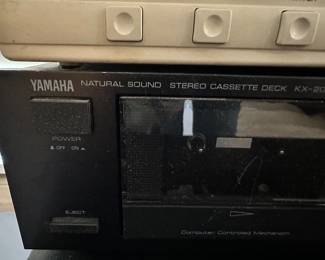 YAMAHA NATURAL SOUND STEREO CASSETTE DECK
POWER
OFF ON
EJECT
Computer Controlled Mechanism